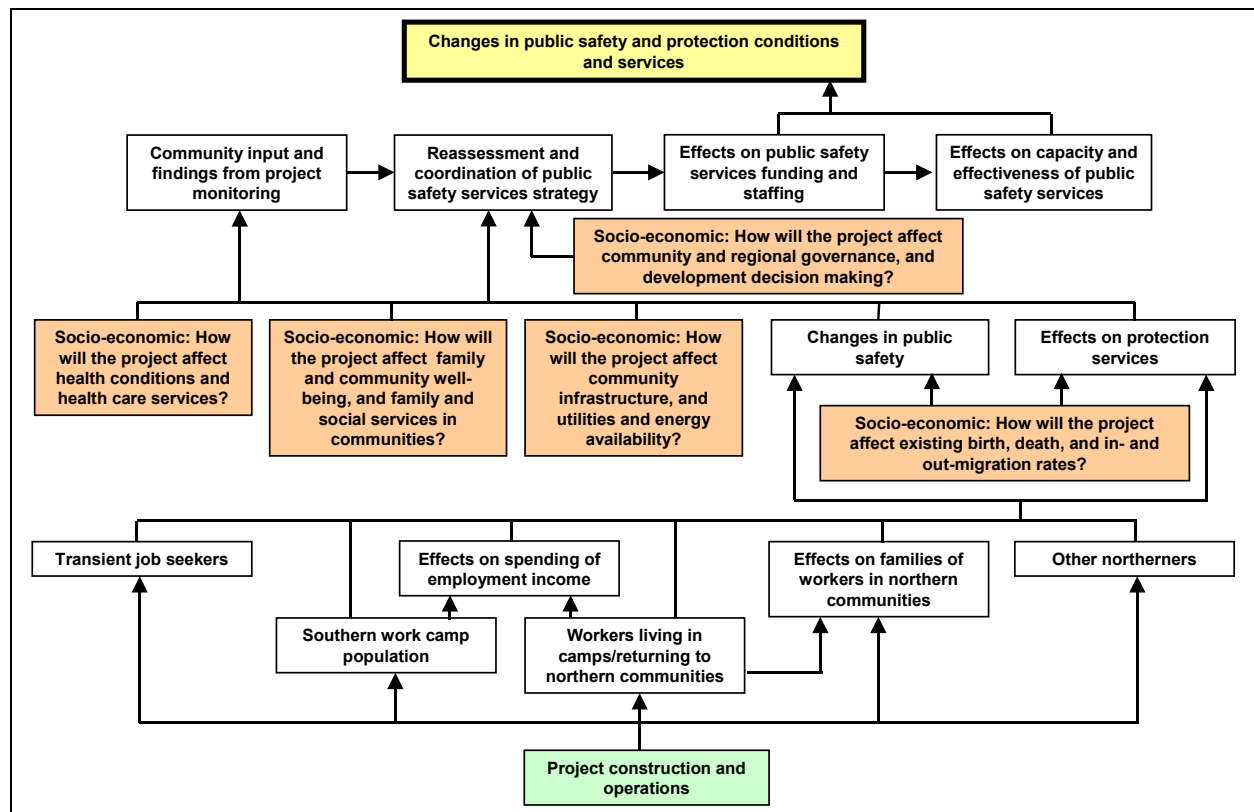 Changes in public safety and protection conditions
and services
Community input and
findings from project
monitoring
Reassessment and
coordination of public
safety services strategy
Effects on public safety
services funding and
staffing
Effects on capacity and
effectiveness of public
safety services
Socio-economic: How will the project affect
community and regional governance, and
development decision making?
Socio-economic: How
will the project affect
health conditions and
health care services?
Socio-economic: How will
the project affect family
and community well-
being, and family and
social services in
communities?
Socio-economic: How
will the project affect
community
infrastructure, and
utilities and energy
availability?
Changes in public
safety
Effects on protection
services
Socio-economic: How will the project
affect existing birth, death, and in- and
out-migration rates?
Transient job seekers
Effects on spending of
employment income
Effects on families of
workers in northern
communities
Other northerners
Southern work camp
population
Workers living in
camps/returning to
northern communities
Project construction and
operations